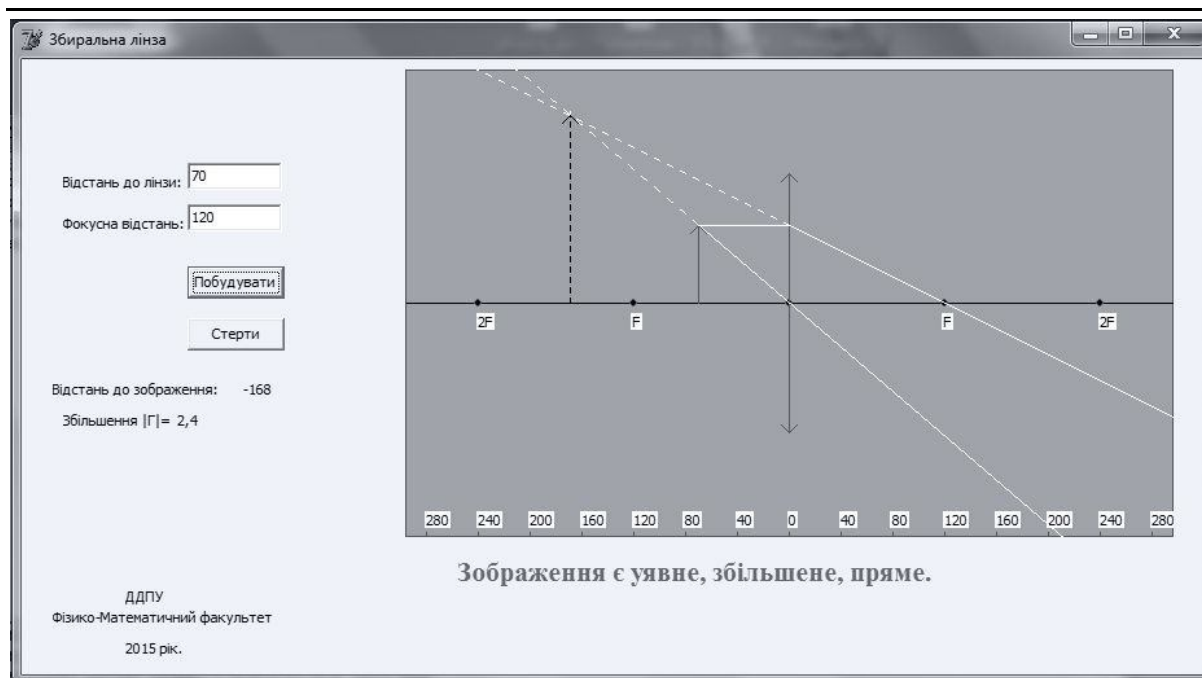 Збиральна лінза
Відстань до лінзи: 70
Фокусна відстань: 120
Побудувати
Стерти
Відстань до зображення: -168
Збільшення |Г|= 2,4
2F F F 2F
280 240 200 160 120 80 40 0 40 80 120 160 200 240 280
Зображення є уявне, збільшене, пряме.
ДДПУ
Фізико-Математичний факультет
2015 рік.